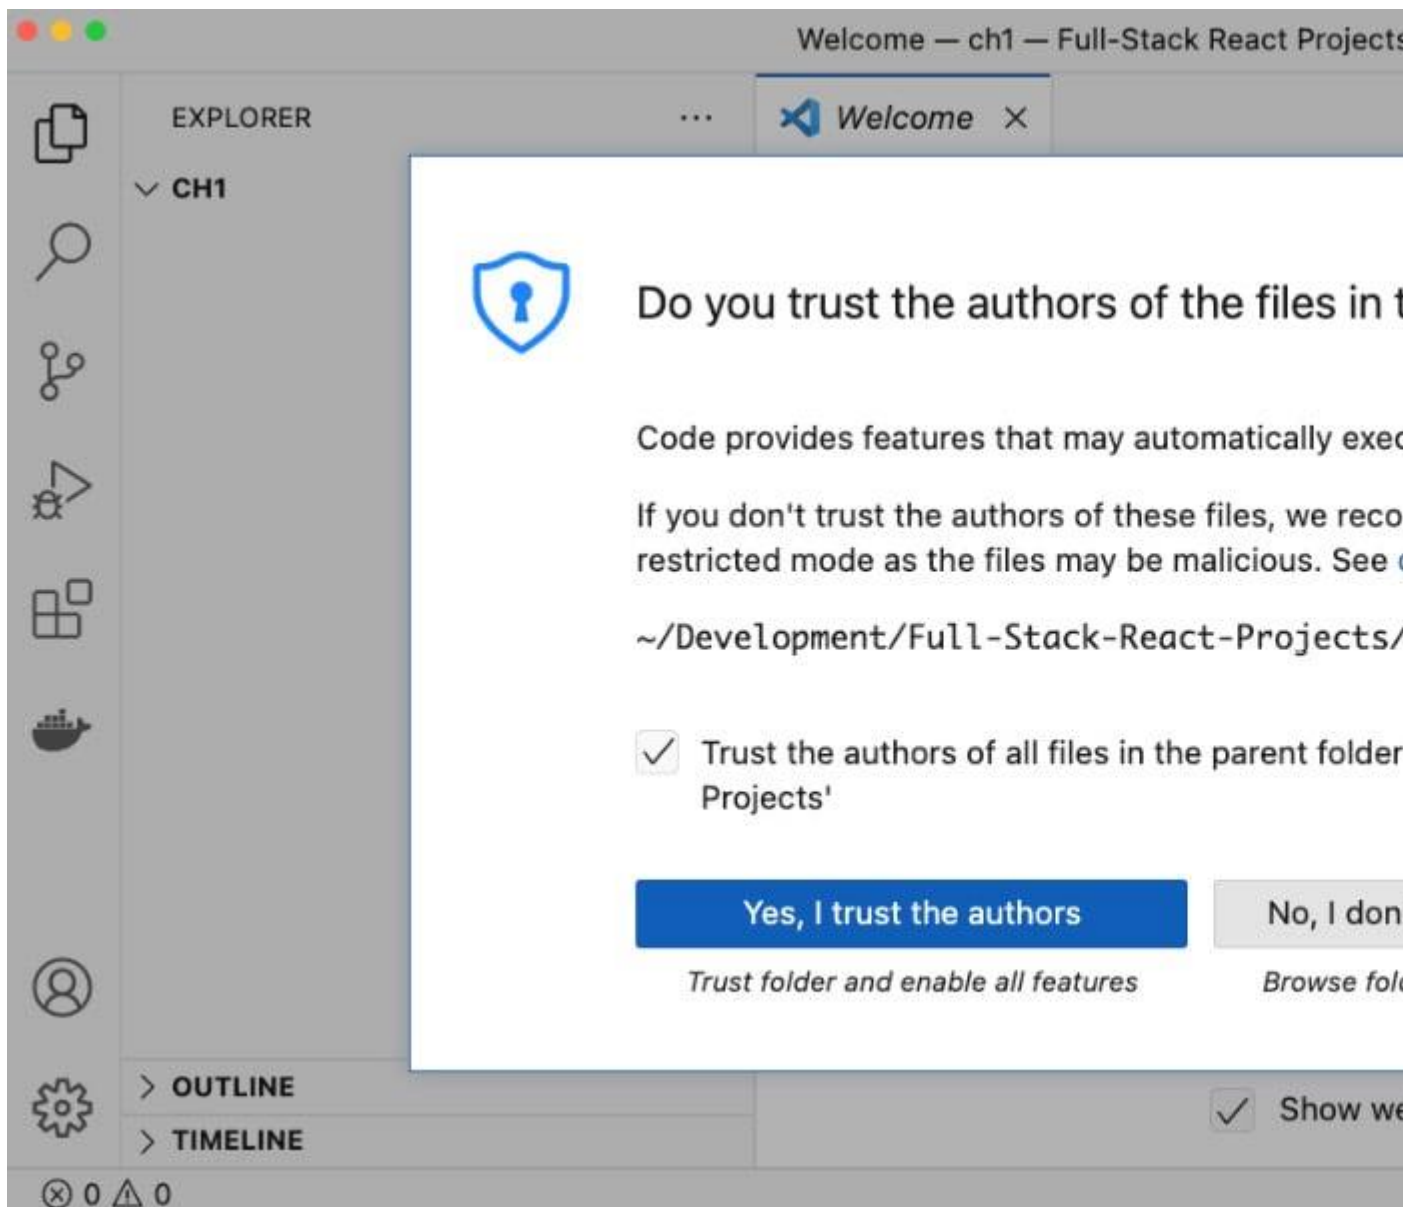 Welcome — ch1 — Full-Stack React Projects
EXPLORER
Welcome
CH1
Do you trust the authors of the files in
Code provides features that may automatically
If you don't trust the authors of these files, we
restricted mode as the files may be malicious. See
~/Development/Full-Stack-React-Projects/
Trust the authors of all files in the parent folder
Projects'
Yes, I trust the authors
No, I don
Trust folder and enable all features
Browse
OUTLINE
Show
TIMELINE
0 0